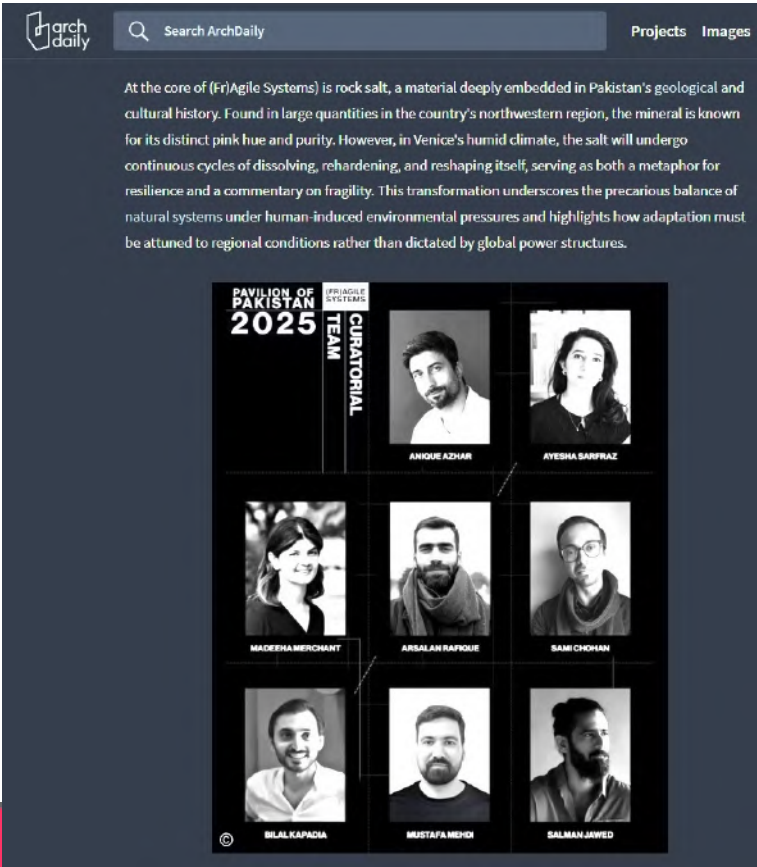 arch
daily
Search ArchDaily
Projects Images
At the core of (Fr)Agile Systems) is rock salt, a material deeply embedded in Pakistan's geological and
cultural history. Found in large quantities in the country's northwestern region, the mineral is known
for its distinct pink hue and purity. However, in Venice's humid climate, the salt will undergo
continuous cycles of dissolving, rehardening, and reshaping itself, serving as both a metaphor for
resilience and a commentary on fragility. This transformation underscores the precarious balance of
natural systems under human-induced environmental pressures and highlights how adaptation must
be attuned to regional conditions rather than dictated by global power structures.
PAVILION OF
PAKISTAN
2025
(FR)AGILE
SYSTEMS
CURATORIAL
TEAM
ANIQUE AZHAR
AYESHA SARFRAZ
MADEEHA MERCHANT
ARSALAN RAFIQUE
SAMI CHOHAN
BILAL KAPADIA
MUSTAFA MEHDI
SALMAN JAWED
©